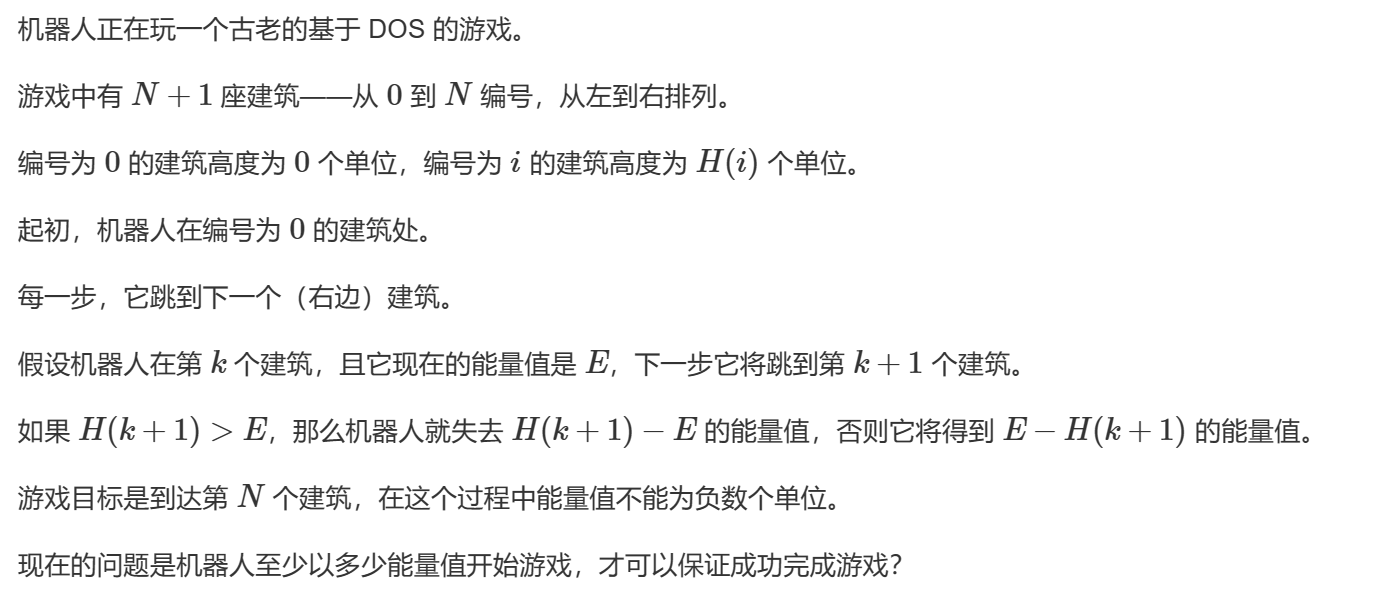 机器人正在玩一个古老的基于 DOS 的游戏。
游戏中有 N + 1 座建筑——从 0 到 N 编号，从左到右排列。
编号为 0 的建筑高度为 0 个单位，编号为 i 的建筑高度为 H(i) 个单位。
起初，机器人在编号为 0 的建筑处。
每一步，它跳到下一个（右边）建筑。
假设机器人在第 k 个建筑，且它现在的能量值是 E，下一步它将跳到第 k + 1 个建筑。
如果 H(k + 1) > E，那么机器人就失去 H(k + 1) − E 的能量值，否则它将得到 E − H(k + 1) 的能量值。
游戏目标是到达第 N 个建筑，在这个过程中能量值不能为负数个单位。
现在的问题是机器人至少以多少能量值开始游戏，才可以保证成功完成游戏？